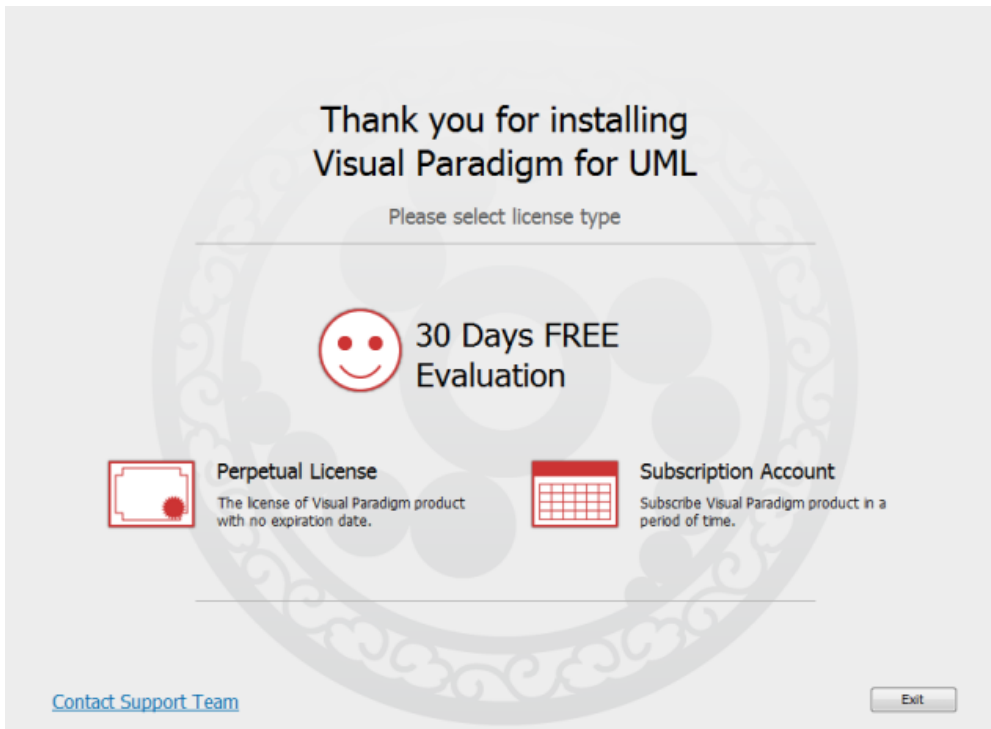 Thank you for installing
Visual Paradigm for UML
Please select license type
30 Days FREE
Evaluation
Perpetual License
The license of Visual Paradigm product
with no expiration date.
Subscription Account
Subscribe Visual Paradigm product in a
period of time.
Contact Support Team
Exit